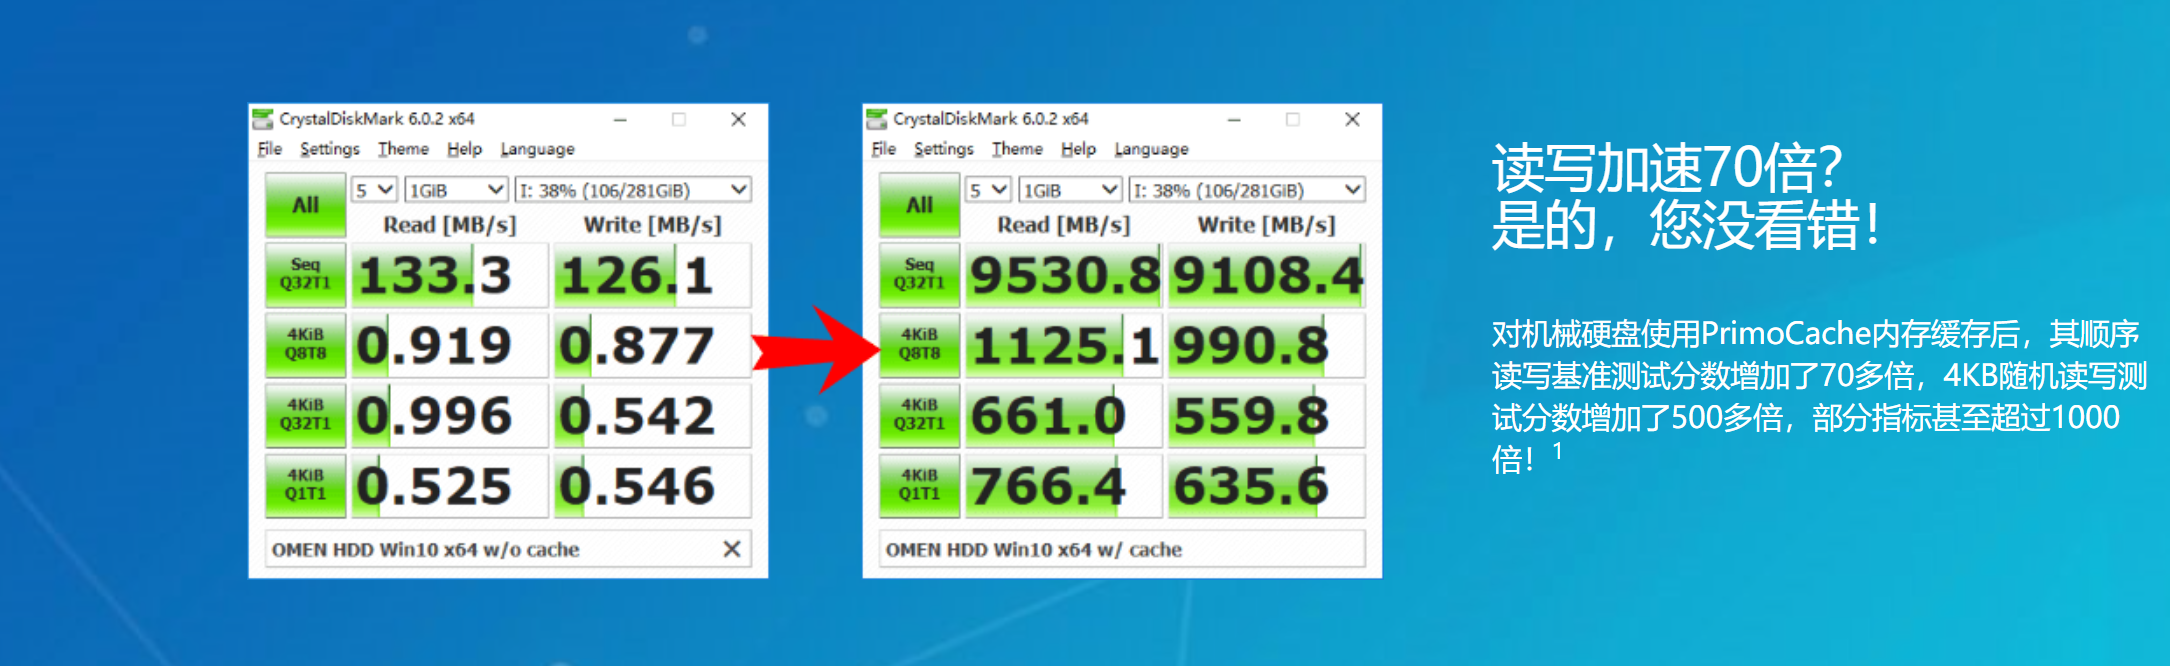 CrystalDiskMark 6.0.2 x64
File Settings Theme Help Language
All 5 1GiB I: 38% (106/281GiB)
Read [MB/s] Write [MB/s]
Seq Q32T1 133.3 126.1
4KiB Q8T8 0.919 0.877
4KiB Q32T1 0.996 0.542
4KiB Q1T1 0.525 0.546
OMEN HDD Win10 x64 w/o cache
CrystalDiskMark 6.0.2 x64
File Settings Theme Help Language
All 5 1GiB I: 38% (106/281GiB)
Read [MB/s] Write [MB/s]
Seq Q32T1 9530.8 9108.4
4KiB Q8T8 1125.1 990.8
4KiB Q32T1 661.0 559.8
4KiB Q1T1 766.4 635.6
OMEN HDD Win10 x64 w/ cache
读写加速70倍？
是的，您没看错！
对机械硬盘使用PrimoCache内存缓存后，其顺序
读写基准测试分数增加了70多倍，4KB随机读写测
试分数增加了500多倍，部分指标甚至超过1000
倍！1